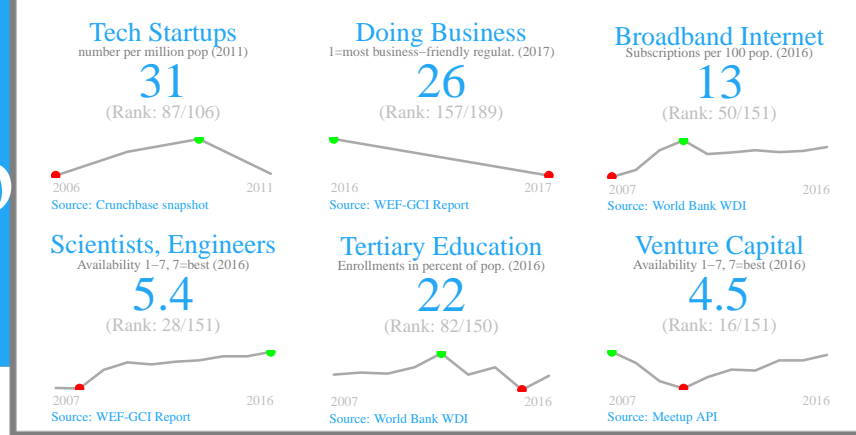 Tech Startups
number per million pop (2011)
31
(Rank: 87/106)
2006 2011
Source: Crunchbase snapshot
Doing Business
1=most business−friendly regulat. (2017)
26
(Rank: 157/189)
2016 2017
Source: WEF-GCI Report
Broadband Internet
Subscriptions per 100 pop. (2016)
13
(Rank: 50/151)
2007 2016
Source: World Bank WDI
Scientists, Engineers
Availability 1−7, 7=best (2016)
5.4
(Rank: 28/151)
2007 2016
Source: WEF-GCI Report
Tertiary Education
Enrollments in percent of pop. (2016)
22
(Rank: 82/150)
2007 2016
Source: World Bank WDI
Venture Capital
Availability 1−7, 7=best (2016)
4.5
(Rank: 16/151)
2007 2016
Source: Meetup API